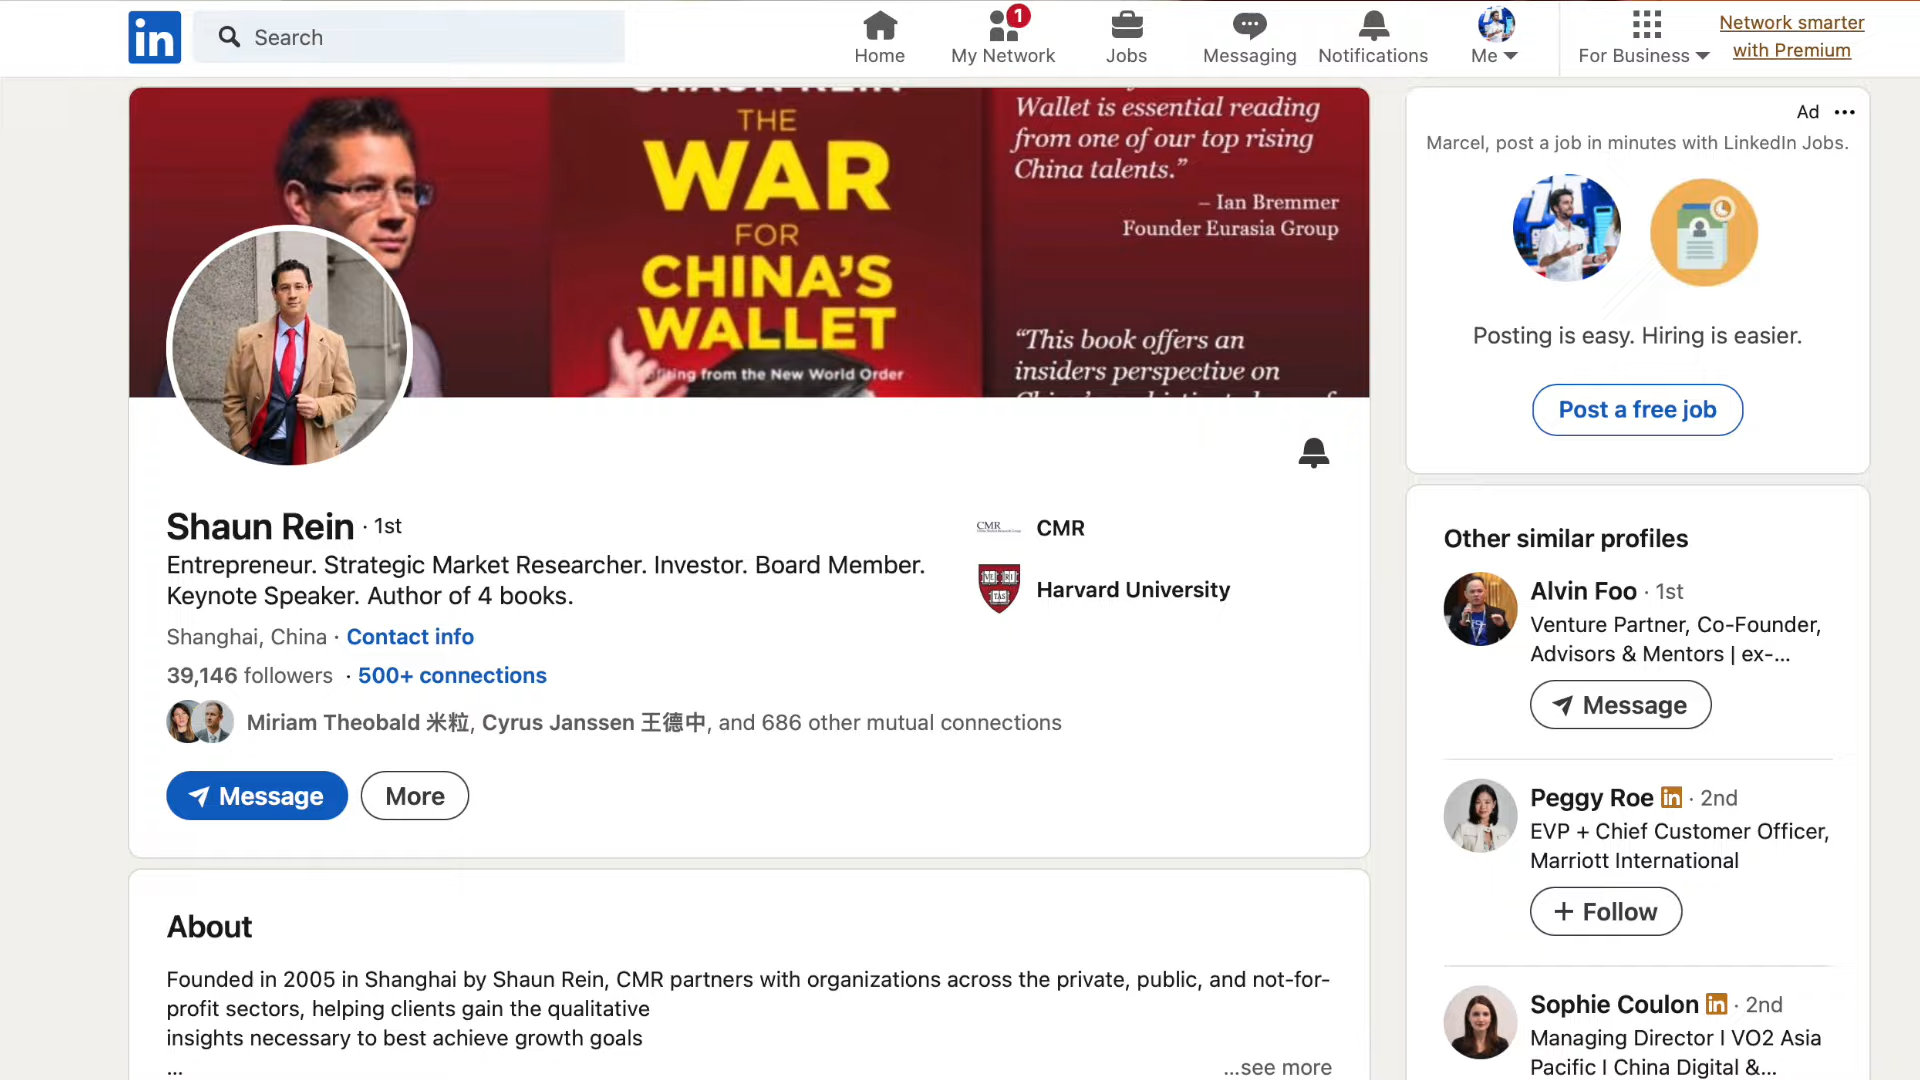 in
Search
Home
1
My Network
Jobs
Messaging
Notifications
Me
For Business
Network smarter
with Premium
THE
WAR
FOR
CHINA'S
WALLET
iting from the New World Order
Wallet is essential reading
from one of our top rising
China talents.”
– Ian Bremmer
Founder Eurasia Group
“This book offers an
insiders perspective on
Shaun Rein · 1st
Entrepreneur. Strategic Market Researcher. Investor. Board Member.
Keynote Speaker. Author of 4 books.
Shanghai, China · Contact info
39,146 followers · 500+ connections
Miriam Theobald 米粒, Cyrus Janssen 王德中, and 686 other mutual connections
Message
More
CMR
CMR
Harvard University
About
Founded in 2005 in Shanghai by Shaun Rein, CMR partners with organizations across the private, public, and not-for-
profit sectors, helping clients gain the qualitative
insights necessary to best achieve growth goals
...
...see more
Ad
Marcel, post a job in minutes with LinkedIn Jobs.
Posting is easy. Hiring is easier.
Post a free job
Other similar profiles
Alvin Foo · 1st
Venture Partner, Co-Founder,
Advisors & Mentors | ex-...
Message
Peggy Roe in · 2nd
EVP + Chief Customer Officer,
Marriott International
+ Follow
Sophie Coulon in · 2nd
Managing Director I VO2 Asia
Pacific I China Digital &...